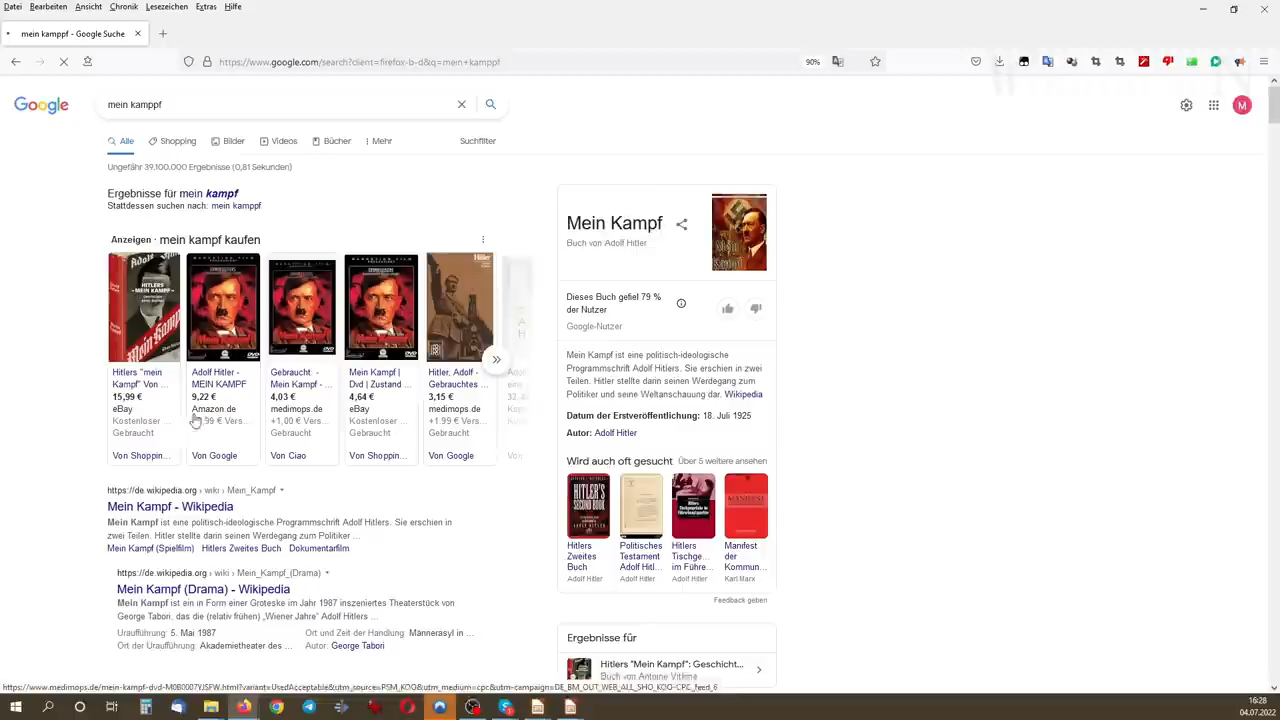 Datei Bearbeiten Ansicht Chronik Lesezeichen Extras Hilfe
mein kamppf - Google Suche
https://www.google.com/search?client=firefox-b-d&q=mein+kamppf
90%
Google
mein kamppf
M
Alle Shopping Bilder Videos Bücher Mehr Suchfilter
Ungefähr 39.100.000 Ergebnisse (0,81 Sekunden)
Ergebnisse für mein kampf
Stattdessen suchen nach: mein kamppf
Anzeigen · mein kampf kaufen
Hitlers "mein
Kampf" Von ...
15,99 €
eBay
Kostenloser ...
Gebraucht
Von Shoppin...
Adolf Hitler -
MEIN KAMPF
9,22 €
Amazon.de
99 € Vers...
Von Google
Gebraucht -
Mein Kampf - ...
4,03 €
medimops.de
+1,00 € Vers...
Gebraucht
Von Ciao
Mein Kampf |
Dvd | Zustand ...
4,64 €
eBay
Kostenloser ...
Gebraucht
Von Shoppin...
Hitler, Adolf -
Gebrauchtes ...
3,15 €
medimops.de
+1,99 € Vers...
Gebraucht
Von Google
https://de.wikipedia.org › wiki › Mein_Kampf
Mein Kampf - Wikipedia
Mein Kampf ist eine politisch-ideologische Programmschrift Adolf Hitlers. Sie erschien in
zwei Teilen. Hitler stellte darin seinen Werdegang zum Politiker ...
Mein Kampf (Spielfilm) Hitlers Zweites Buch Dokumentarfilm
https://de.wikipedia.org › wiki › Mein_Kampf_(Drama)
Mein Kampf (Drama) - Wikipedia
Mein Kampf ist ein in Form einer Groteske im Jahr 1987 inszeniertes Theaterstück von
George Tabori, das die (relativ frühen) „Wiener Jahre" Adolf Hitlers ...
Uraufführung: 5. Mai 1987 Ort und Zeit der Handlung: Männerasyl in ...
Ort der Uraufführung: Akademietheater des ... Autor: George Tabori
Mein Kampf
Buch von Adolf Hitler
Dieses Buch gefiel 79 %
der Nutzer
Google-Nutzer
Mein Kampf ist eine politisch-ideologische
Programmschrift Adolf Hitlers. Sie erschien in zwei
Teilen. Hitler stellte darin seinen Werdegang zum
Politiker und seine Weltanschauung dar. Wikipedia
Datum der Erstveröffentlichung: 18. Juli 1925
Autor: Adolf Hitler
Wird auch oft gesucht Über 5 weitere ansehen
HITLER'S
SECOND BOOK
MANIFEST
Hitlers
Zweites
Buch
Adolf Hitler
Politisches
Testament
Adolf Hitl...
Adolf Hitler
Hitlers
Tischge...
im Führe...
Adolf Hitler
Manifest
der
Kommun...
Karl Marx
Feedback geben
Ergebnisse für
Hitlers "Mein Kampf": Geschicht...
Buch von Antoine Vitkine
16:28
04.07.2022